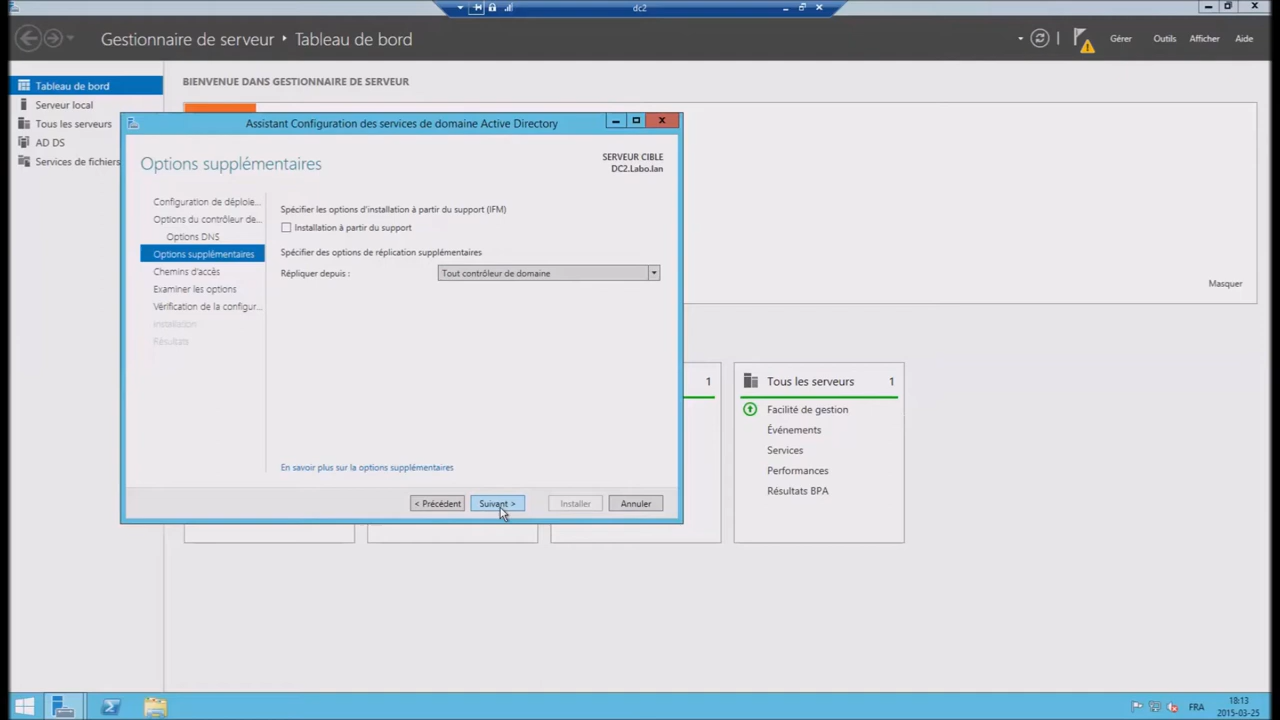 dc2
Gestionnaire de serveur ‣ Tableau de bord
Gérer Outils Afficher Aide
Tableau de bord
Serveur local
Tous les serveurs
AD DS
Services de fichiers
BIENVENUE DANS GESTIONNAIRE DE SERVEUR
Assistant Configuration des services de domaine Active Directory
Options supplémentaires
SERVEUR CIBLE
DC2.Labo.lan
Configuration de déploie...
Options du contrôleur de...
Options DNS
Options supplémentaires
Chemins d'accès
Examiner les options
Vérification de la configur...
Installation
Résultats
Spécifier les options d'installation à partir du support (IFM)
Installation à partir du support
Spécifier des options de réplication supplémentaires
Répliquer depuis :
Tout contrôleur de domaine
En savoir plus sur la options supplémentaires
< Précédent
Suivant >
Installer
Annuler
Masquer
1
Tous les serveurs 1
Facilité de gestion
Événements
Services
Performances
Résultats BPA
FRA
18:13
2015-03-25